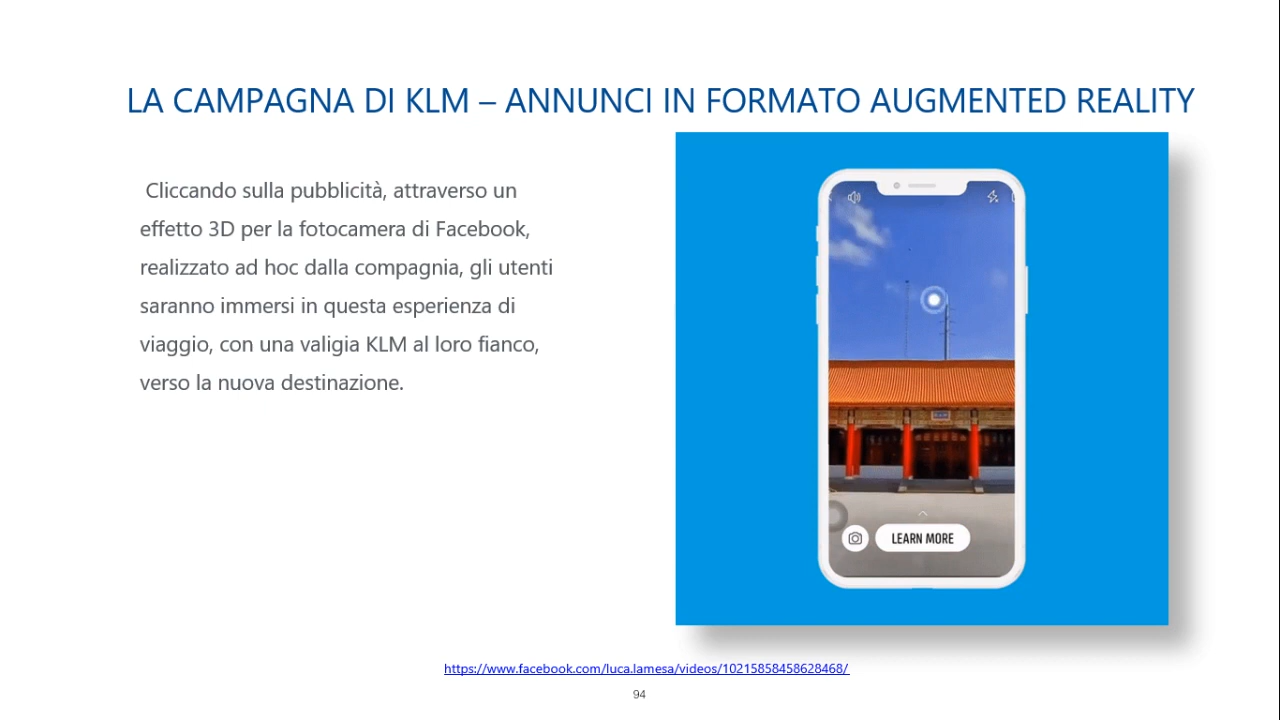 LA CAMPAGNA DI KLM – ANNUNCI IN FORMATO AUGMENTED REALITY
Cliccando sulla pubblicità, attraverso un
effetto 3D per la fotocamera di Facebook,
realizzato ad hoc dalla compagnia, gli utenti
saranno immersi in questa esperienza di
viaggio, con una valigia KLM al loro fianco,
verso la nuova destinazione.
LEARN MORE
https://www.facebook.com/luca.lamesa/videos/10215858458628468/
94